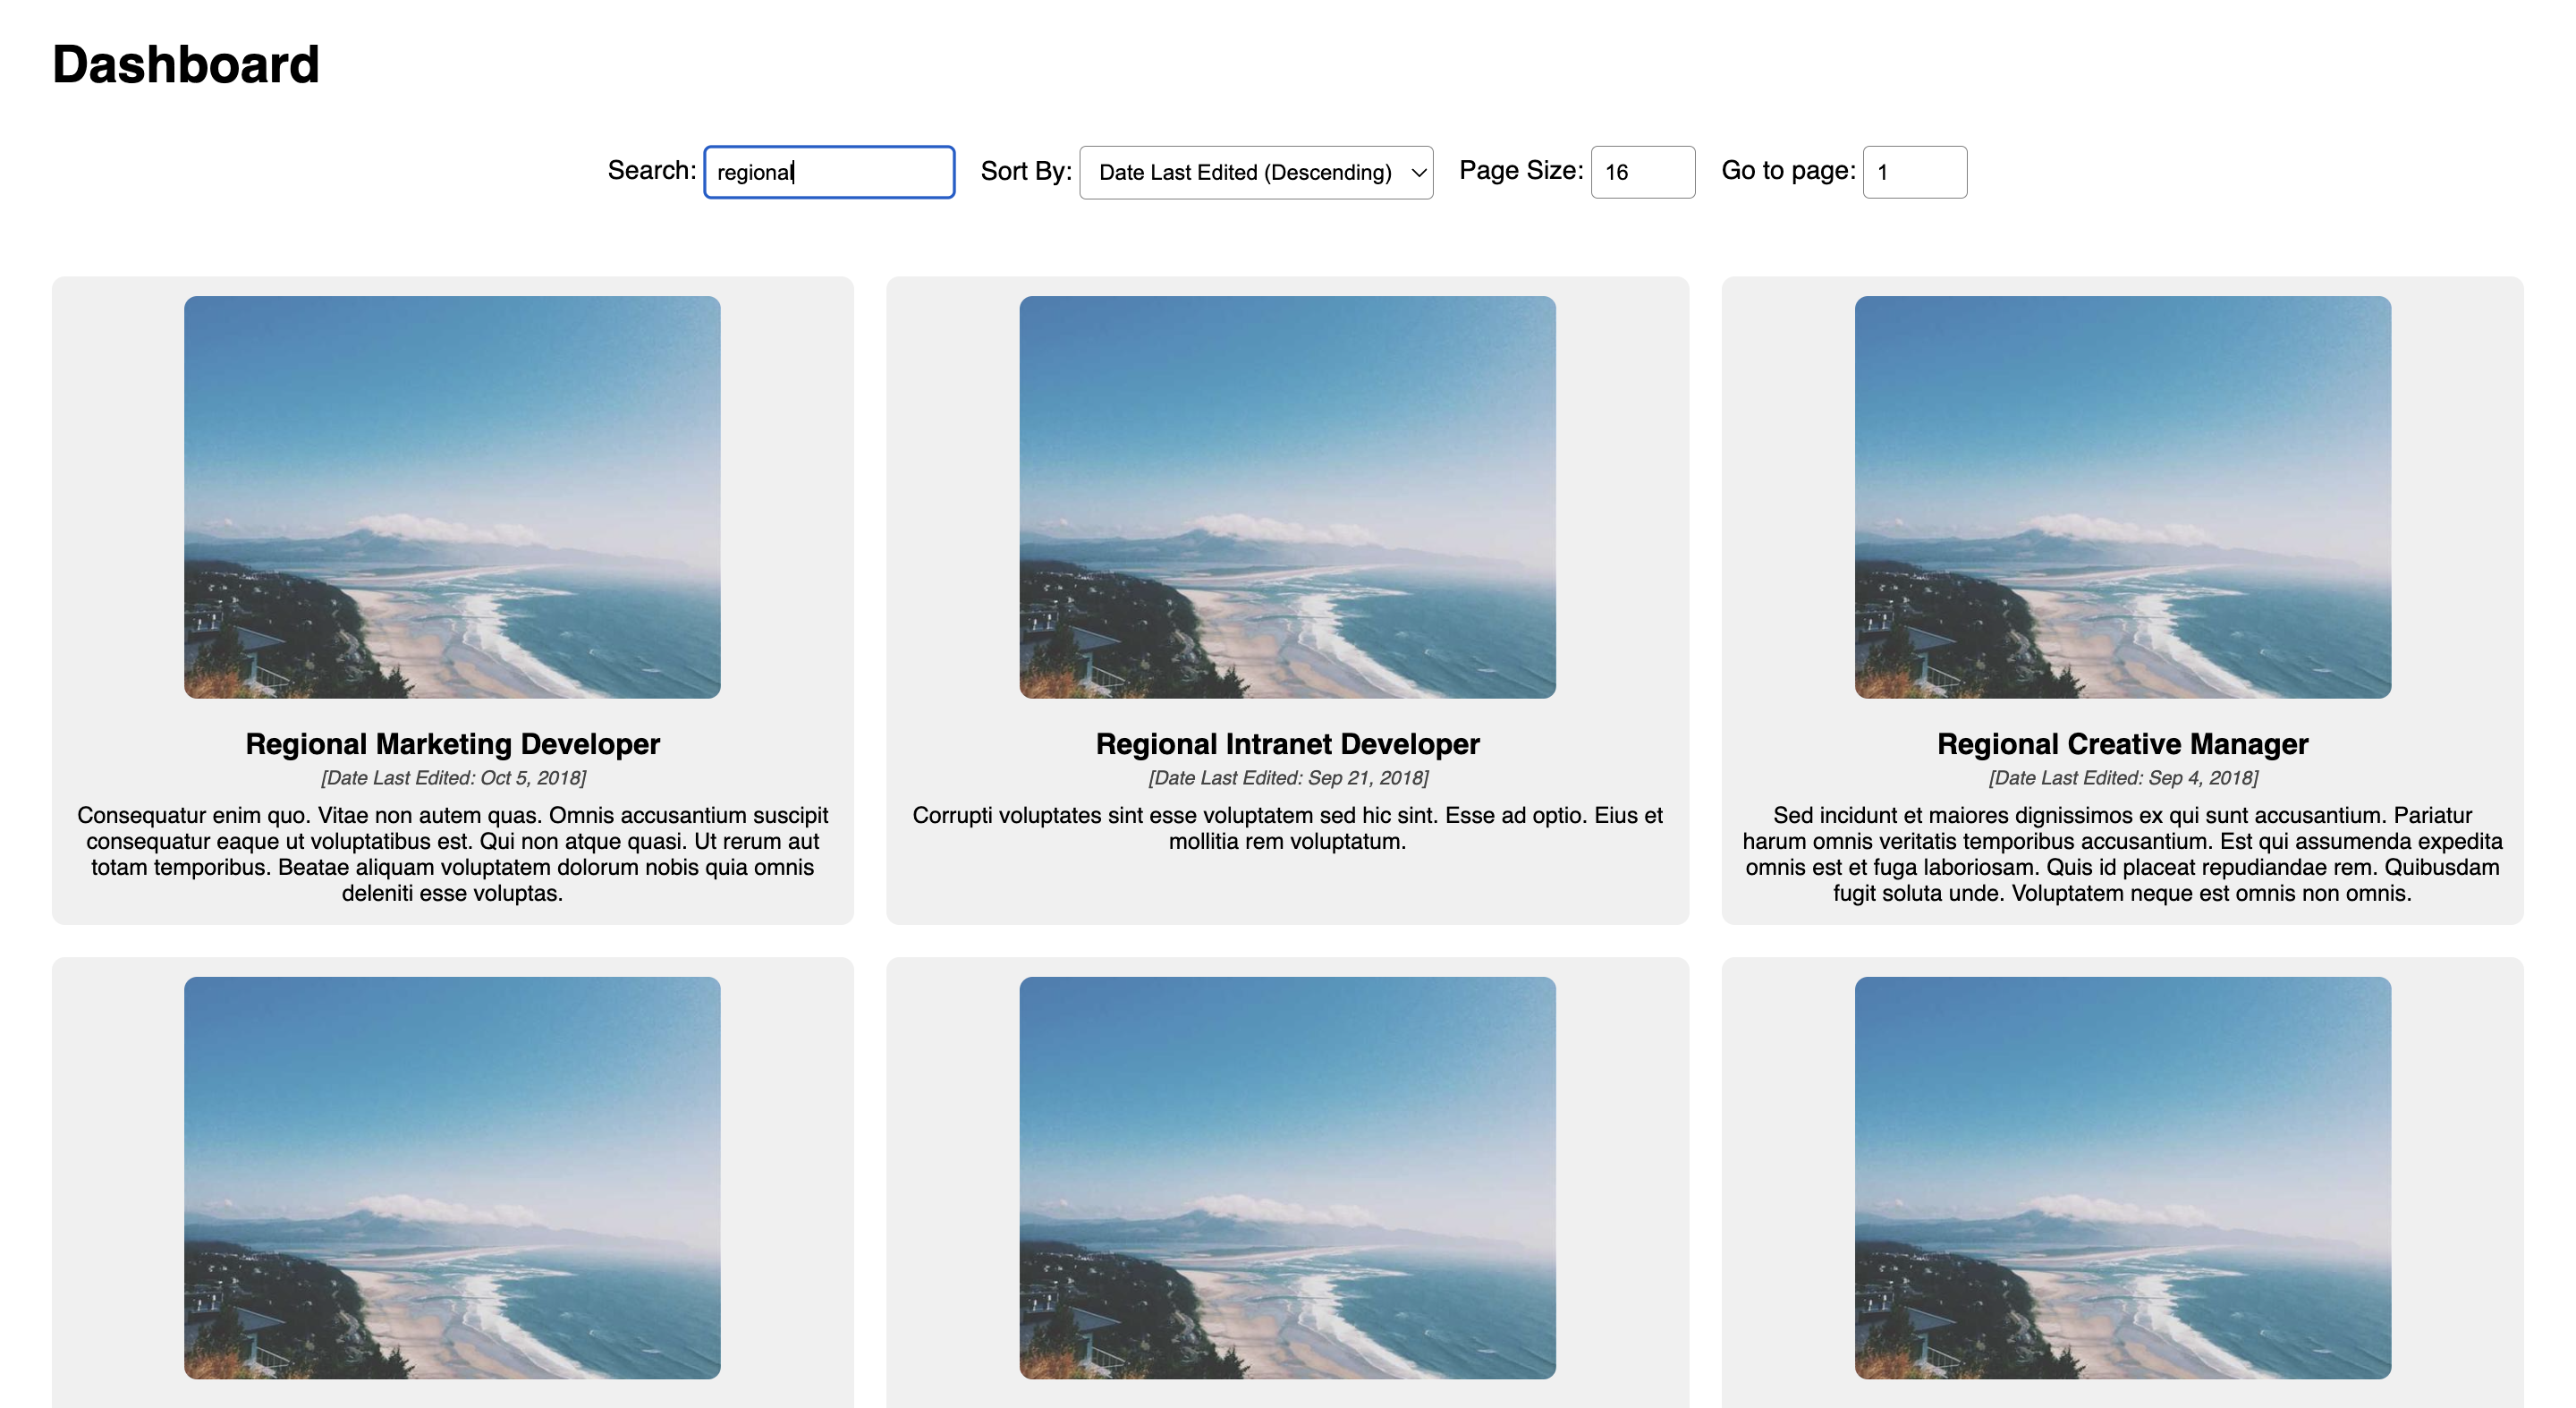 Dashboard
Search: regional Sort By: Date Last Edited (Descending) Page Size: 16 Go to page: 1
Regional Marketing Developer
[Date Last Edited: Oct 5, 2018]
Consequatur enim quo. Vitae non autem quas. Omnis accusantium suscipit
consequatur eaque ut voluptatibus est. Qui non atque quasi. Ut rerum aut
totam temporibus. Beatae aliquam voluptatem dolorum nobis quia omnis
deleniti esse voluptas.
Regional Intranet Developer
[Date Last Edited: Sep 21, 2018]
Corrupti voluptates sint esse voluptatem sed hic sint. Esse ad optio. Eius et
mollitia rem voluptatum.
Regional Creative Manager
[Date Last Edited: Sep 4, 2018]
Sed incidunt et maiores dignissimos ex qui sunt accusantium. Pariatur
harum omnis veritatis temporibus accusantium. Est qui assumenda expedita
omnis est et fuga laboriosam. Quis id placeat repudiandae rem. Quibusdam
fugit soluta unde. Voluptatem neque est omnis non omnis.